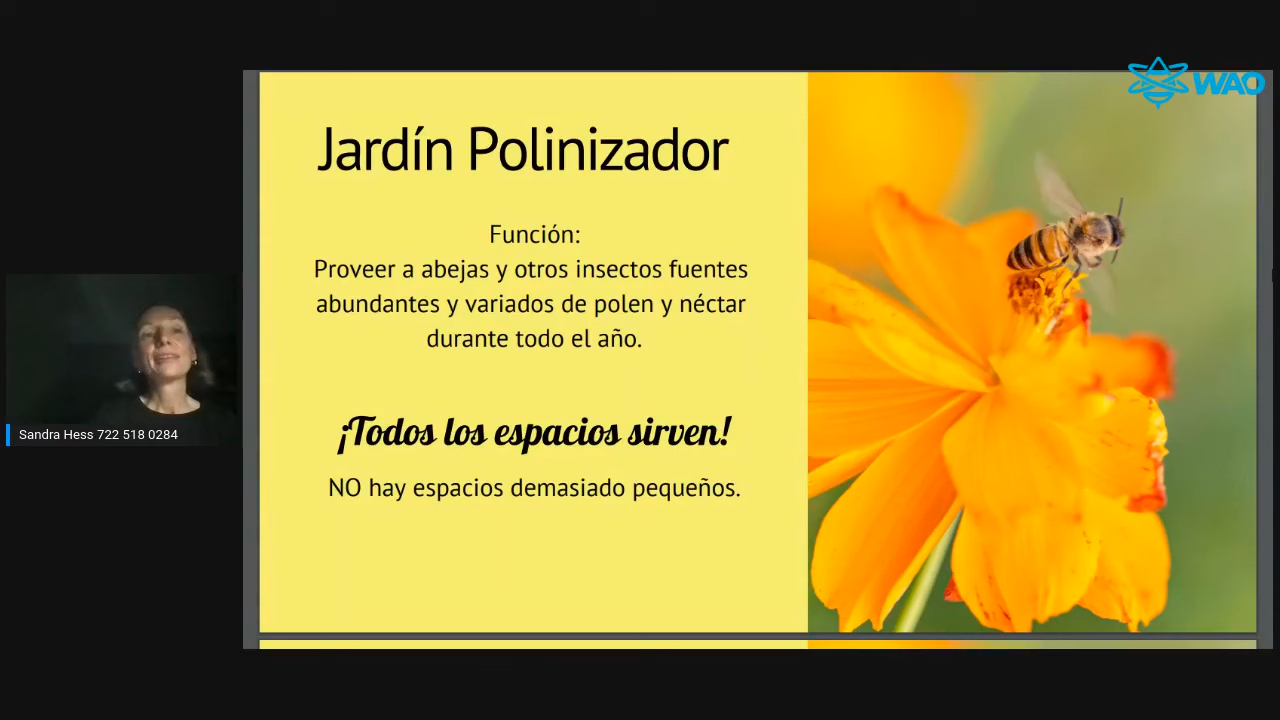 WAO
Jardín Polinizador
Función:
Proveer a abejas y otros insectos fuentes
abundantes y variados de polen y néctar
durante todo el año.
¡Todos los espacios sirven!
NO hay espacios demasiado pequeños.
Sandra Hess 722 518 0284